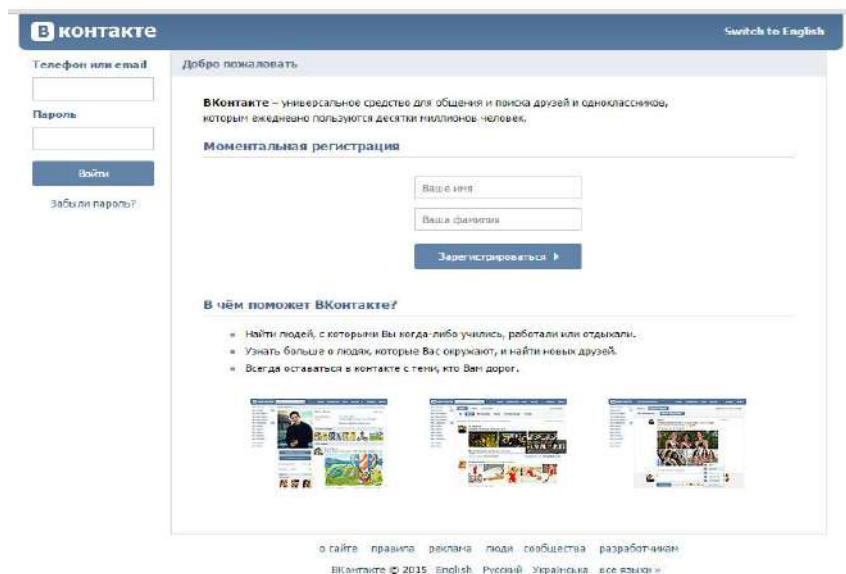 В контакте
Switch to English
Телефон или email
Пароль
Войти
Забыли пароль?
Добро пожаловать
ВКонтакте – универсальное средство для общения и поиска друзей и одноклассников,
которым ежедневно пользуются десятки миллионов человек.
Моментальная регистрация
Ваше имя
Ваша фамилия
Зарегистрироваться
В чём поможет ВКонтакте?
Найти людей, с которыми Вы когда-либо учились, работали или отдыхали.
Узнать больше о людях, которые Вас окружают, и найти новых друзей.
Всегда оставаться в контакте с теми, кто Вам дорог.
о сайте правила реклама люди сообщества разработчикам
ВКонтакте © 2015 English Русский Українська все языки »